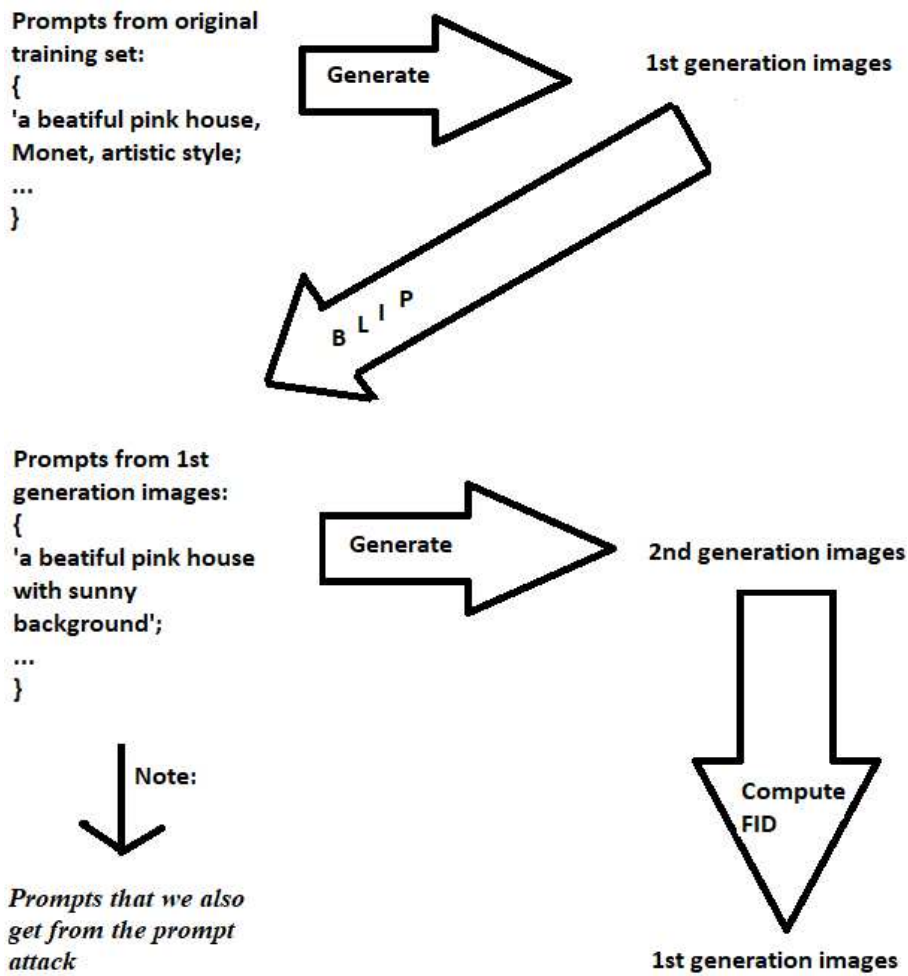 Prompts from original
training set:
{
'a beatiful pink house,
Monet, artistic style;
...
}
Generate
1st generation images
B L I P
Prompts from 1st
generation images:
{
'a beatiful pink house
with sunny
background';
...
}
Generate
2nd generation images
Note:
Compute
FID
Prompts that we also
get from the prompt
attack
1st generation images